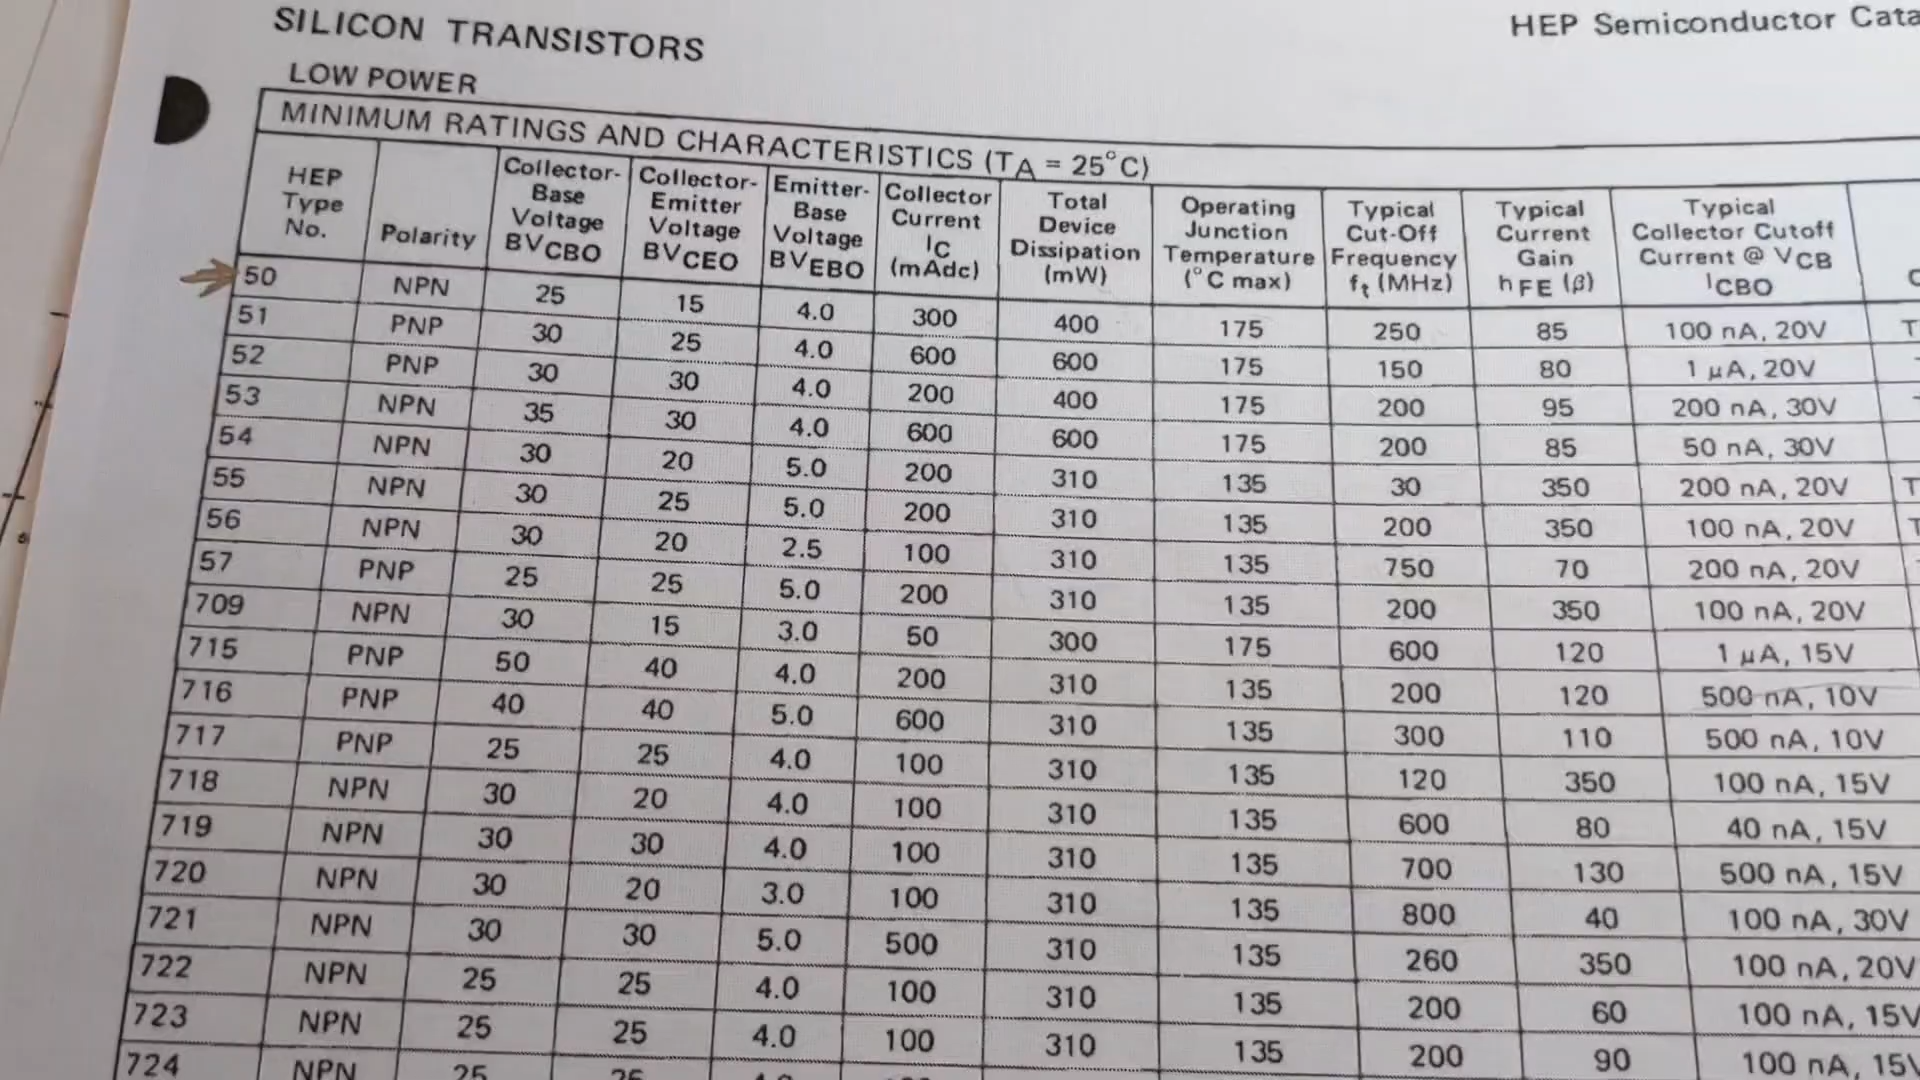 SILICON TRANSISTORS
HEP Semiconductor Cata
LOW POWER
MINIMUM RATINGS AND CHARACTERISTICS (TA = 25°C)
HEP Type No.
Polarity
Collector-Base Voltage BVCBO
Collector-Emitter Voltage BVCEO
Emitter-Base Voltage BVEBO
Collector Current IC (mAdc)
Total Device Dissipation (mW)
Operating Junction Temperature (°C max)
Typical Cut-Off Frequency ft (MHz)
Typical Current Gain hFE (β)
Typical Collector Cutoff Current @ VCB ICBO
50 NPN 25 15 4.0 300 400 175 250 85 100 nA, 20V T
51 PNP 30 25 4.0 600 600 175 150 80 1 μA, 20V
52 PNP 30 30 4.0 200 400 175 200 95 200 nA, 30V
53 NPN 35 30 4.0 600 600 175 200 85 50 nA, 30V
54 NPN 30 20 5.0 200 310 135 30 350 200 nA, 20V T
55 NPN 30 25 5.0 200 310 135 200 350 100 nA, 20V T
56 NPN 30 20 2.5 100 310 135 750 70 200 nA, 20V
57 PNP 25 25 5.0 200 310 135 200 350 100 nA, 20V
709 NPN 30 15 3.0 50 300 175 600 120 1 μA, 15V
715 PNP 50 40 4.0 200 310 135 200 120 500 nA, 10V
716 PNP 40 40 5.0 600 310 135 300 110 500 nA, 10V
717 PNP 25 25 4.0 100 310 135 120 350 100 nA, 15V
718 NPN 30 20 4.0 100 310 135 600 80 40 nA, 15V
719 NPN 30 30 4.0 100 310 135 700 130 500 nA, 15V
720 NPN 30 20 3.0 100 310 135 800 40 100 nA, 30V
721 NPN 30 30 5.0 500 310 135 260 350 100 nA, 20V
722 NPN 25 25 4.0 100 310 135 200 60 100 nA, 15V
723 NPN 25 25 4.0 100 310 135 200 90 100 nA, 15V
724 NPN 25